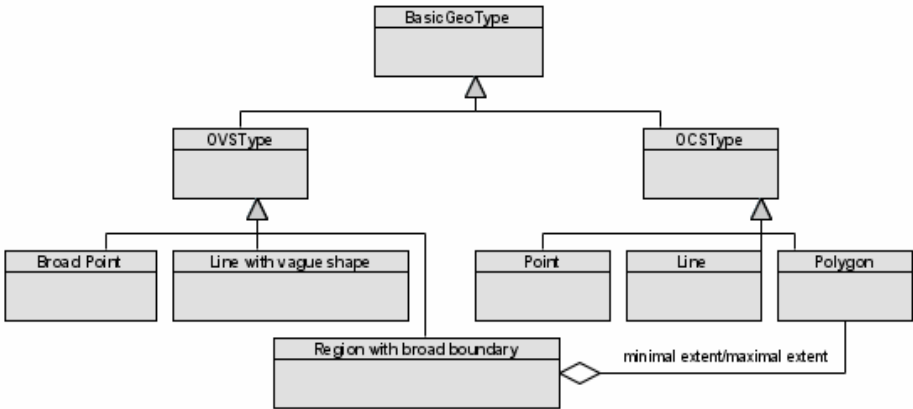 BasicGeoType
OVSType
OCSType
Broad Point
Line with vague shape
Point
Line
Polygon
Region with broad boundary
minimal extent/maximal extent